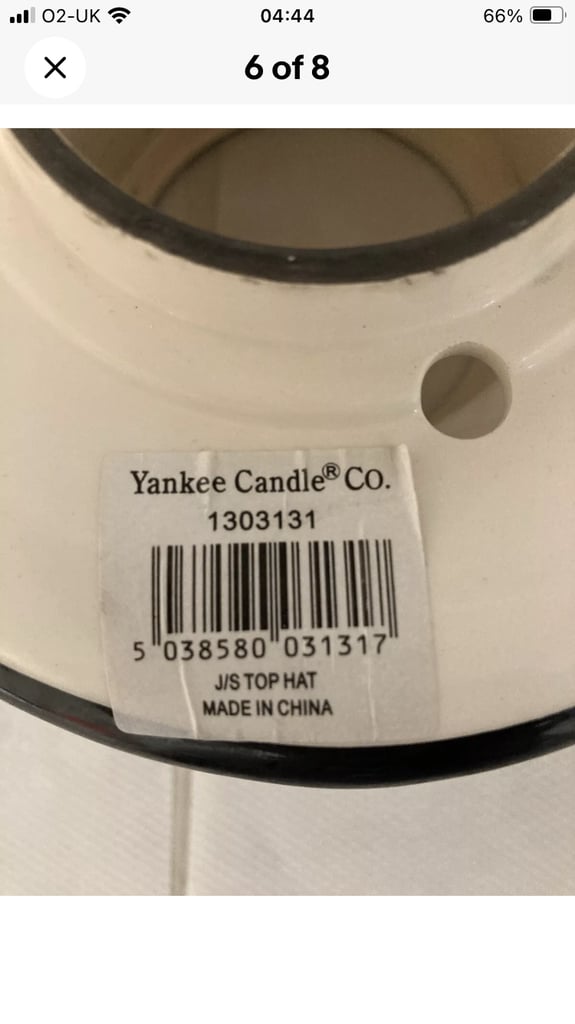 O2-UK 04:44 66%
6 of 8
Yankee Candle® CO.
1303131
5 038580 031317
J/S TOP HAT
MADE IN CHINA